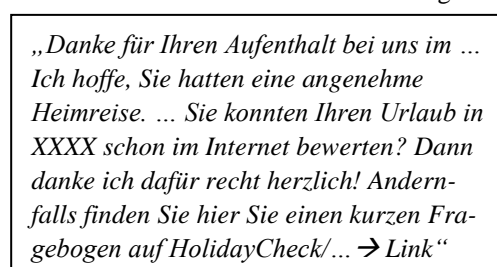 „Danke für Ihren Aufenthalt bei uns im …
Ich hoffe, Sie hatten eine angenehme
Heimreise. … Sie konnten Ihren Urlaub in
XXXX schon im Internet bewerten? Dann
danke ich dafür recht herzlich! Andern-
falls finden Sie hier Sie einen kurzen Fra-
gebogen auf HolidayCheck/… → Link“